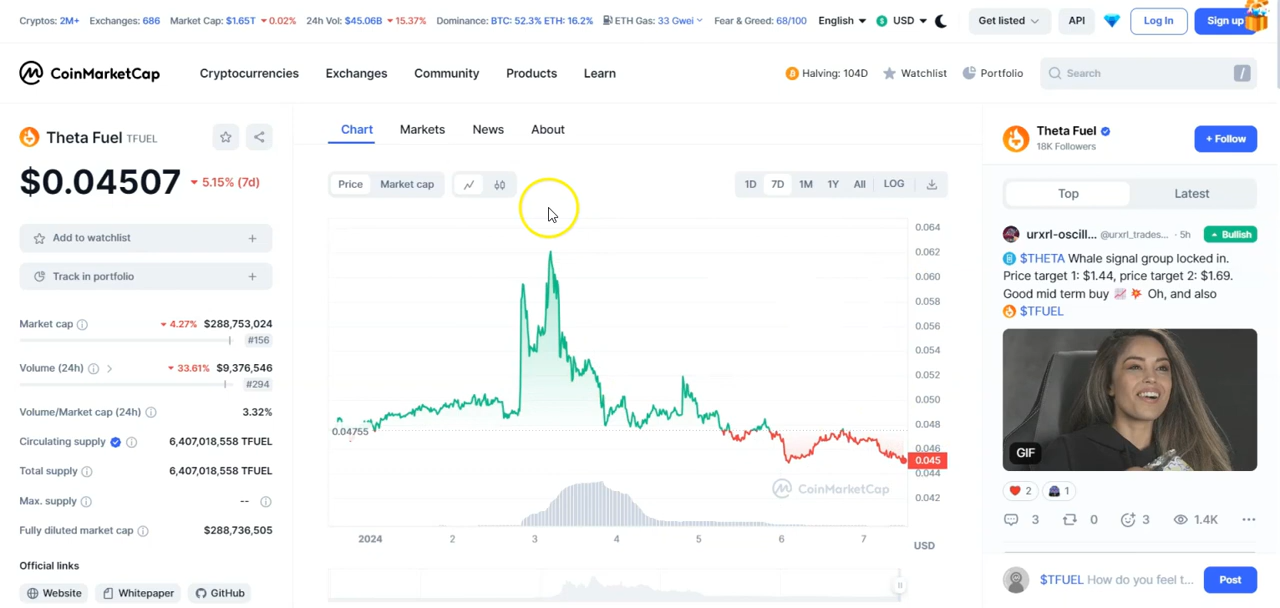 Cryptos: 2M+ Exchanges: 686 Market Cap: $1.65T 0.02% 24h Vol: $45.06B 15.37% Dominance: BTC: 52.3% ETH: 16.2% ETH Gas: 33 Gwei Fear & Greed: 68/100 English USD Get listed API Log In Sign up
CoinMarketCap Cryptocurrencies Exchanges Community Products Learn Halving: 104D Watchlist Portfolio Search /
Theta Fuel TFUEL
$0.04507 5.15% (7d)
Add to watchlist +
Track in portfolio +
Market cap 4.27% $288,753,024
#156
Volume (24h) 33.61% $9,376,546
#294
Volume/Market cap (24h) 3.32%
Circulating supply 6,407,018,558 TFUEL
Total supply 6,407,018,558 TFUEL
Max. supply --
Fully diluted market cap $288,736,505
Official links
Website Whitepaper GitHub
Chart Markets News About
Price Market cap 1D 7D 1M 1Y All LOG
0.064
0.062
0.060
0.058
0.056
0.054
0.052
0.050
0.048
0.04755
0.046
0.045
0.044
0.042
CoinMarketCap
2024 2 3 4 5 6 7
USD
Theta Fuel
18K Followers
+ Follow
Top Latest
urxrl-oscill... @urxrl_trades... · 5h Bullish
$THETA Whale signal group locked in.
Price target 1: $1.44, price target 2: $1.69.
Good mid term buy Oh, and also
$TFUEL
GIF
2 1
3 0 3 1.4K
$TFUEL How do you feel t... Post